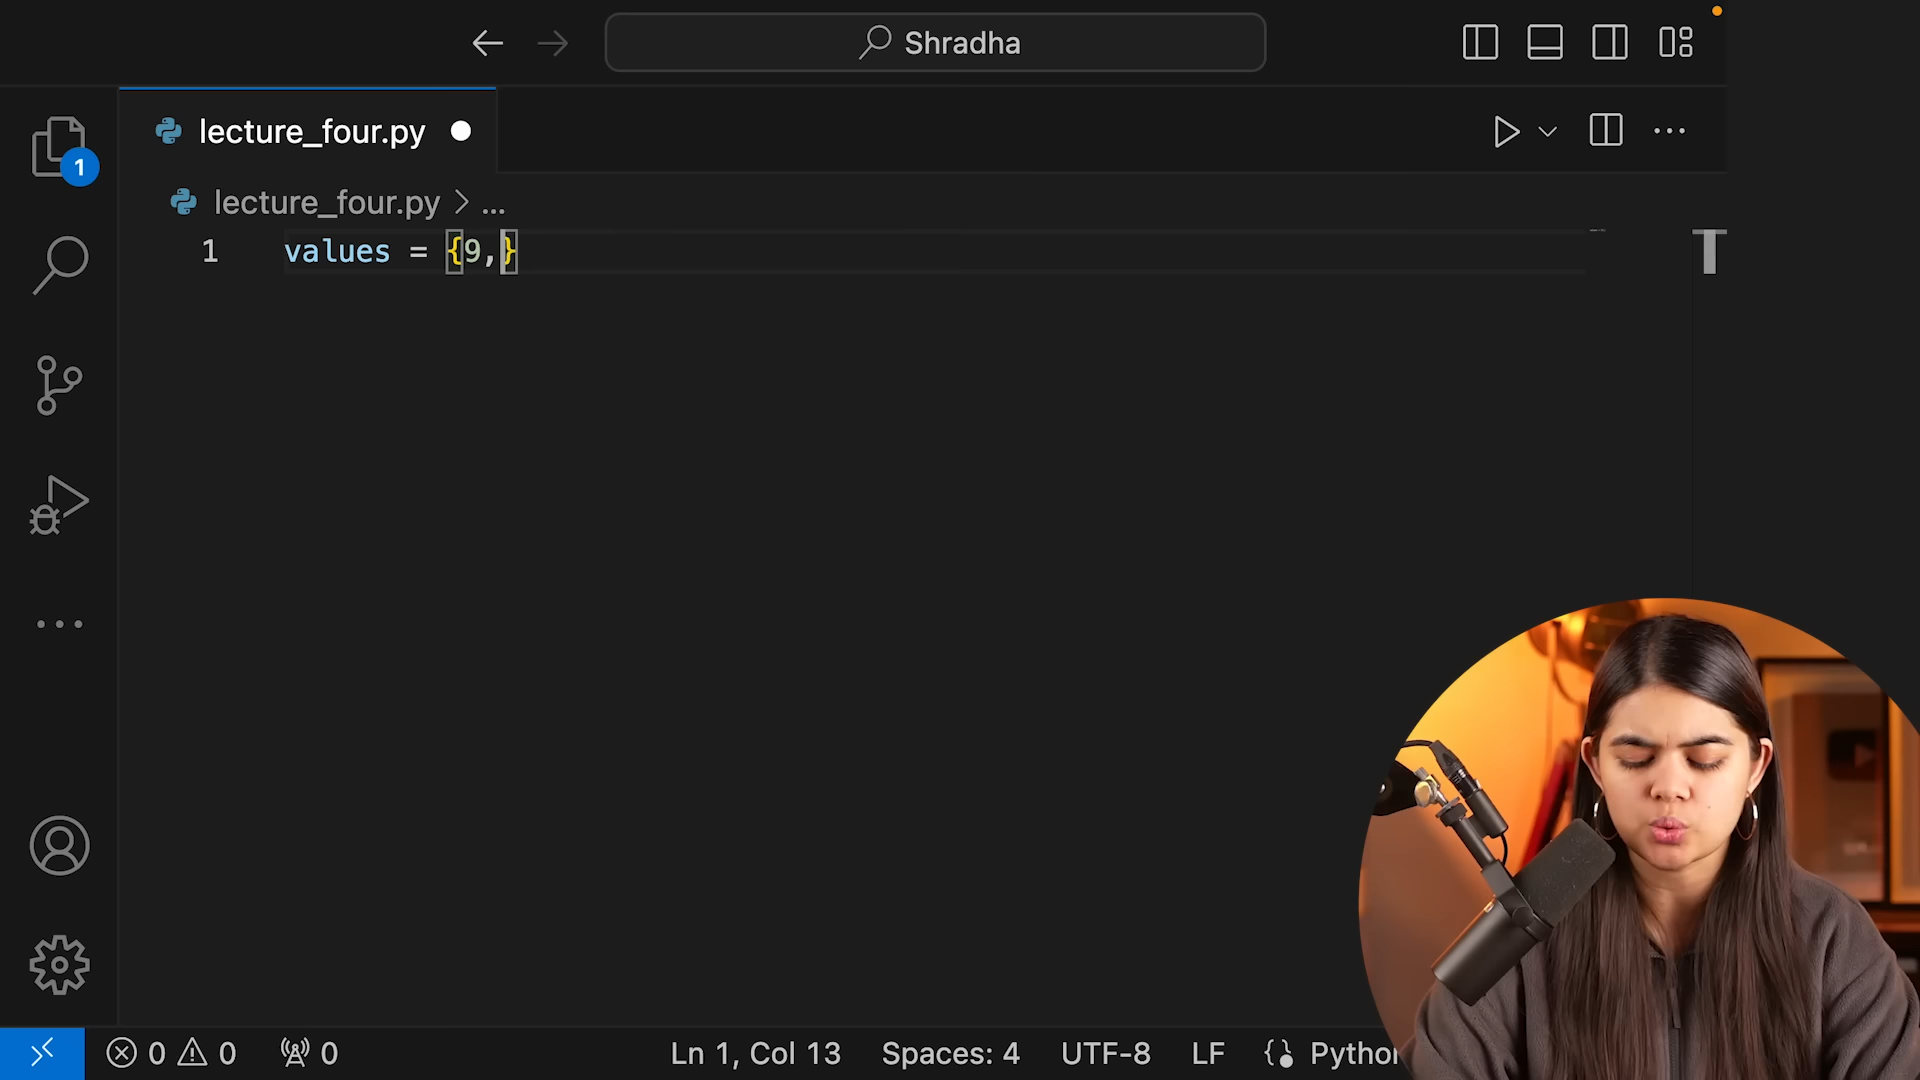 Shradha
lecture_four.py
1
lecture_four.py > ...
1 values = {9,}
0 0 0 Ln 1, Col 13 Spaces: 4 UTF-8 LF